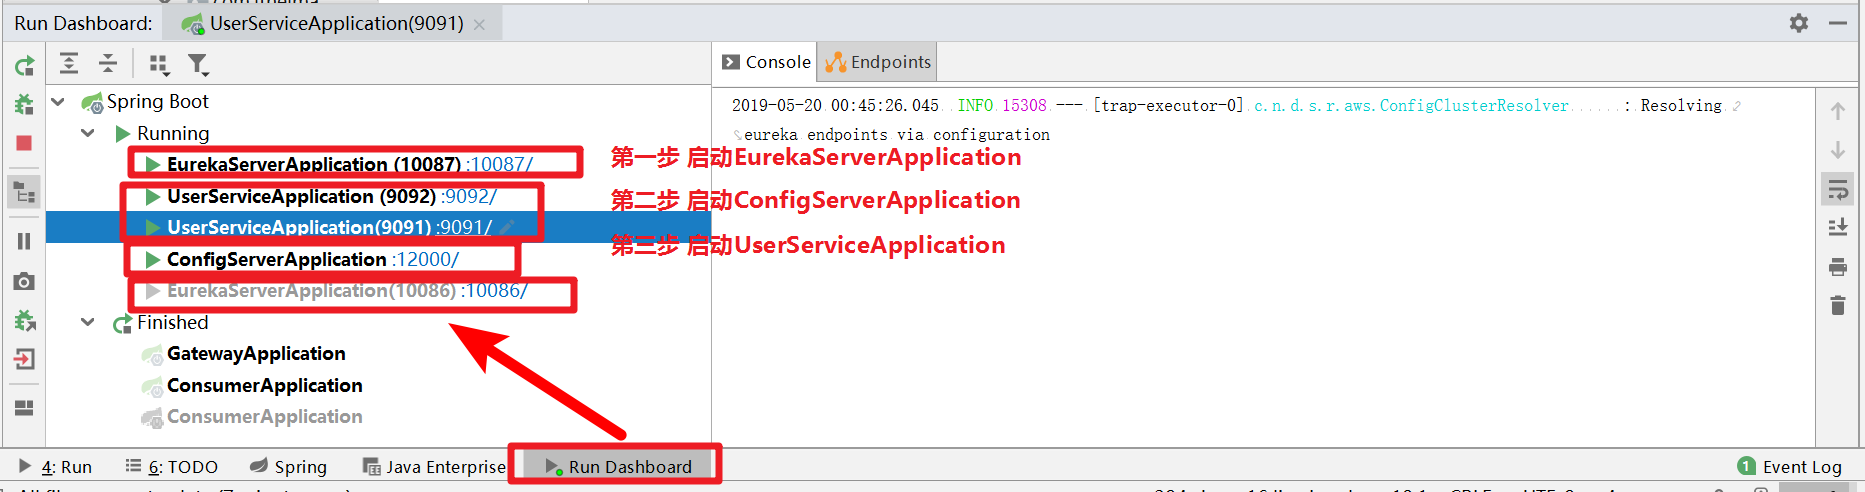 Run Dashboard: UserServiceApplication(9091)
Console Endpoints
Spring Boot
Running
EurekaServerApplication (10087) :10087/
UserServiceApplication (9092) :9092/
UserServiceApplication(9091) :9091/
ConfigServerApplication :12000/
EurekaServerApplication(10086) :10086/
Finished
GatewayApplication
ConsumerApplication
ConsumerApplication
2019-05-20 00:45:26.045 INFO 15308 --- [trap-executor-0] c.n.d.s.r.aws.ConfigClusterResolver : Resolving
eureka endpoints via configuration
第一步 启动EurekaServerApplication
第二步 启动ConfigServerApplication
第三步 启动UserServiceApplication
4: Run 6: TODO Spring Java Enterprise Run Dashboard 1 Event Log